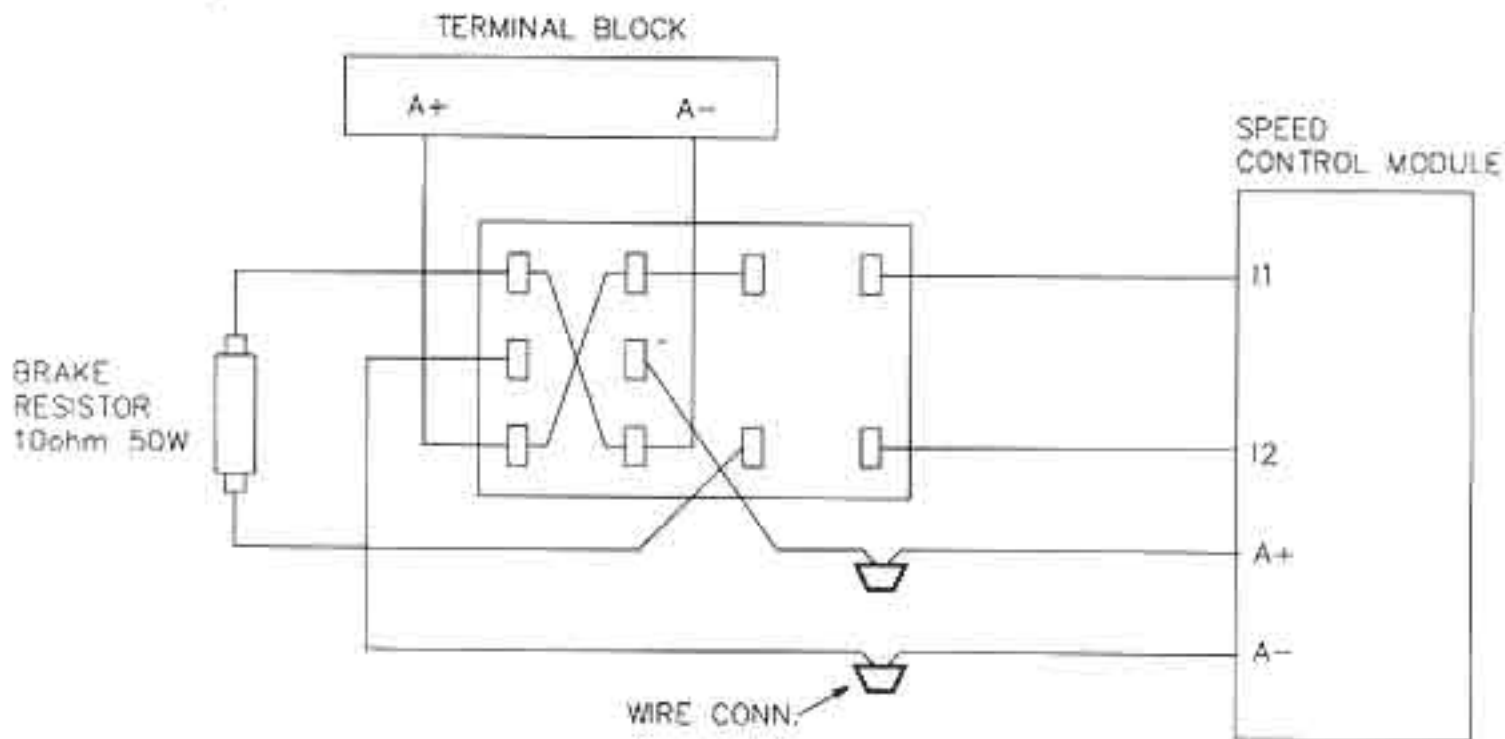 TERMINAL BLOCK
A+
A-
SPEED
CONTROL MODULE
I1
BRAKE
RESISTOR
10ohm 50W
-
I2
A+
A-
WIRE CONN.